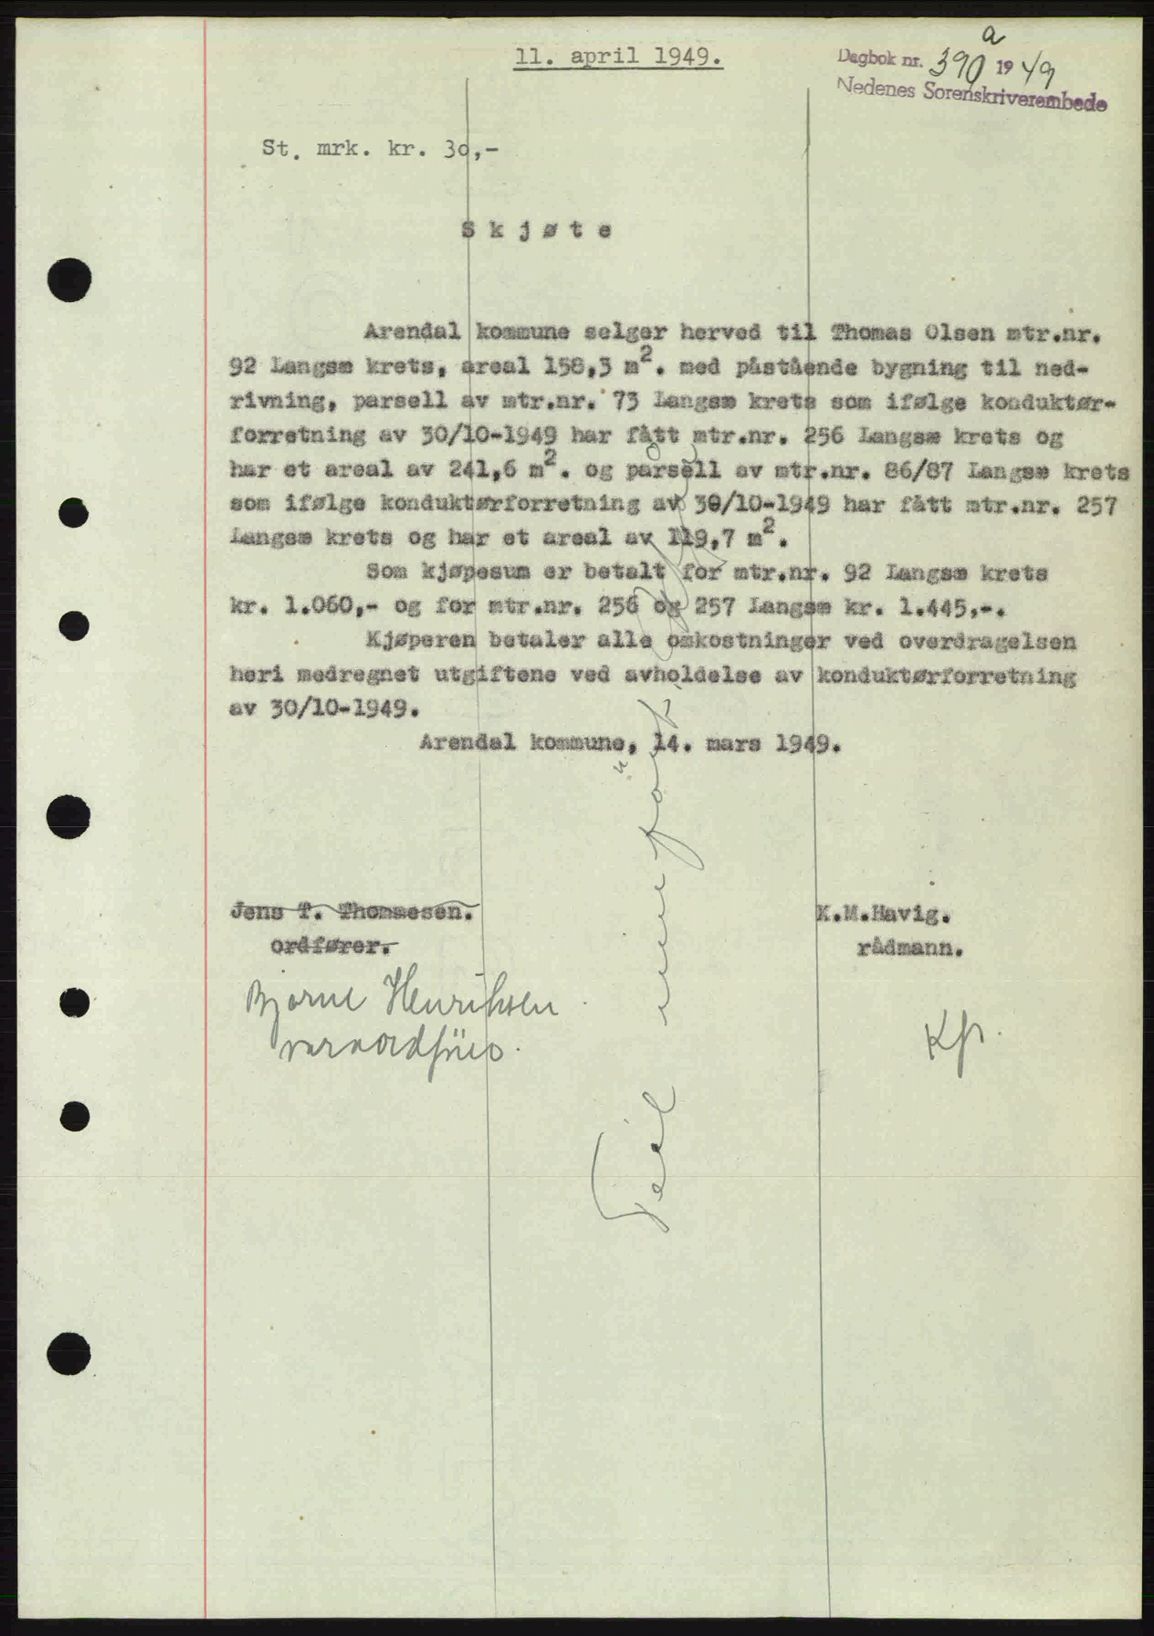 11. april 1949.
a
Dagbok nr. 390 19 49
Nedenes Sorenskriverembede
St. mrk. kr. 30,-
S k j ø t e
Arendal kommune selger herved til Thomas Olsen mtr.nr.
92 Langsæ krets, areal 158,3 m2. med påstående bygning til ned-
rivning, parsell av mtr.nr. 73 Langsæ krets som ifølge konduktør-
forretning av 30/10-1949 har fått mtr.nr. 256 Langsæ krets og
har et areal av 241,6 m2. og parsell av mtr.nr. 86/87 Langsæ krets
som ifølge konduktørforretning av 30/10-1949 har fått mtr.nr. 257
Langsæ krets og har et areal av 119,7 m2.
Som kjøpesum er betalt for mtr.nr. 92 Langsæ krets
kr. 1.060,- og for mtr.nr. 256 og 257 Langsæ kr. 1.445,-.
Kjøperen betaler alle omkostninger ved overdragelsen
heri medregnet utgiftene ved avholdelse av konduktørforretning
av 30/10-1949.
Arendal kommune, 14. mars 1949.
Jens T. Thommesen.
ordfører.
K.M.Havig.
rådmann.
Bjarne Henriksen
varaordfører.
Kfr.
Feil